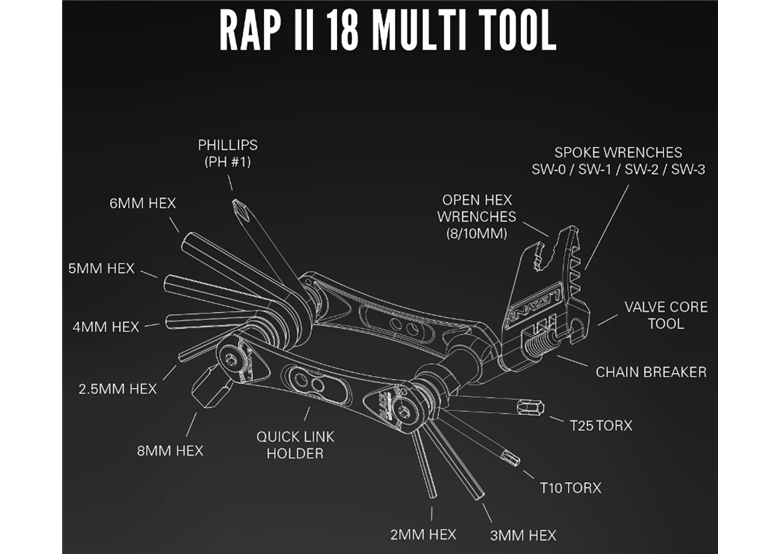 RAP II 18 MULTI TOOL
PHILLIPS
(PH #1)
SPOKE WRENCHES
SW-0 / SW-1 / SW-2 / SW-3
6MM HEX
OPEN HEX
WRENCHES
(8/10MM)
5MM HEX
4MM HEX
VALVE CORE
TOOL
CHAIN BREAKER
2.5MM HEX
T25 TORX
QUICK LINK
HOLDER
8MM HEX
T10 TORX
2MM HEX
3MM HEX